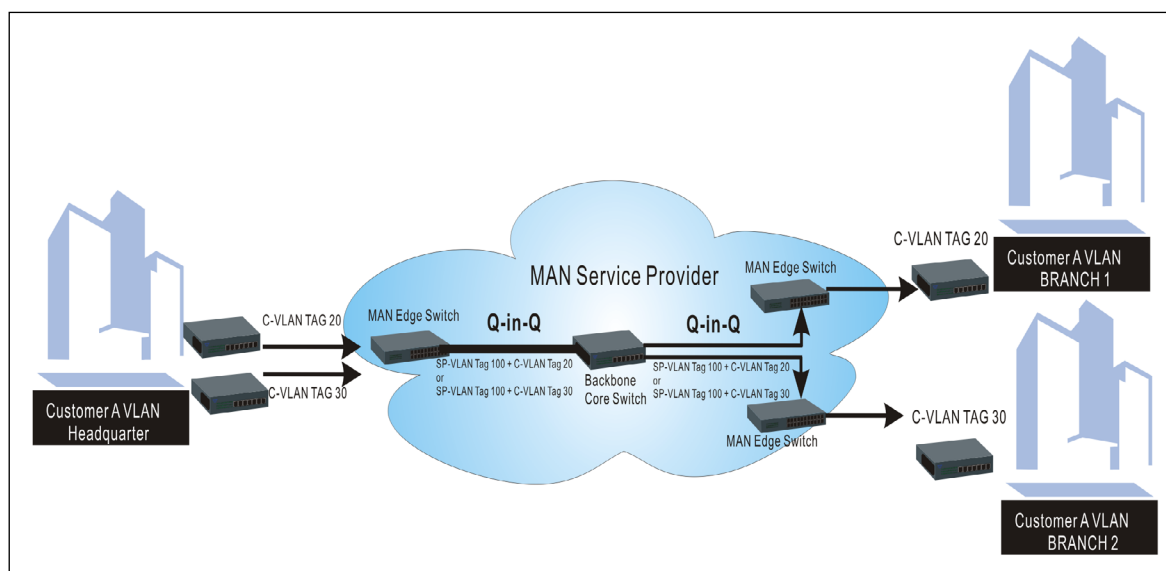 C-VLAN TAG 20
C-VLAN TAG 30
Customer A VLAN
Headquarter
MAN Service Provider
MAN Edge Switch
Q-in-Q
SP-VLAN Tag 100 + C-VLAN Tag 20
or
SP-VLAN Tag 100 + C-VLAN Tag 30
Backbone
Core Switch
Q-in-Q
SP-VLAN Tag 100 + C-VLAN Tag 20
or
SP-VLAN Tag 100 + C-VLAN Tag 30
MAN Edge Switch
MAN Edge Switch
C-VLAN TAG 20
Customer A VLAN
BRANCH 1
C-VLAN TAG 30
Customer A VLAN
BRANCH 2